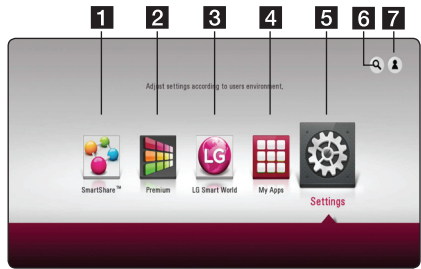 1 2 3 4 5 6 7
Adjust settings according to users environment.
LG
SmartShare™ Premium LG Smart World My Apps
Settings